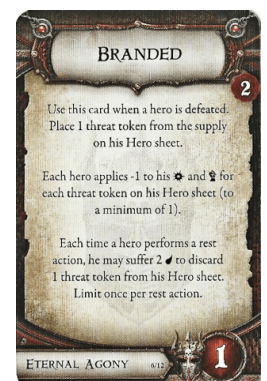 BRANDED
2
Use this card when a hero is defeated.
Place 1 threat token from the supply
on his Hero sheet.
Each hero applies -1 to his and for
each threat token on his Hero sheet (to
a minimum of 1).
Each time a hero performs a rest
action, he may suffer 2 to discard
1 threat token from his Hero sheet.
Limit once per rest action.
ETERNAL AGONY 6/12 1